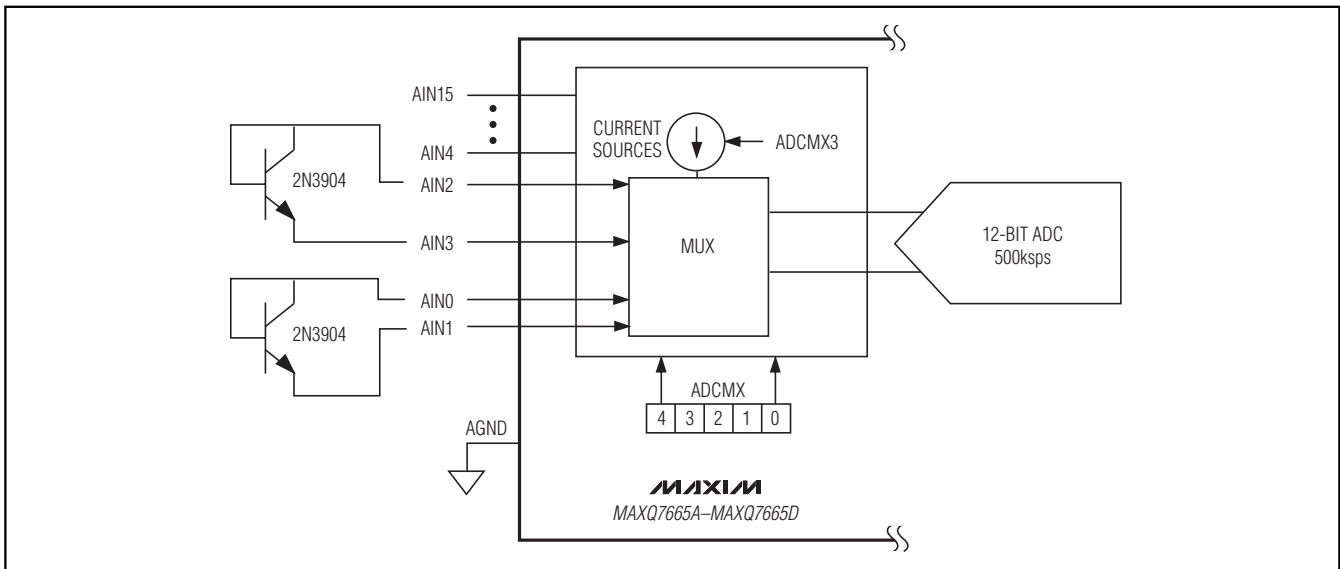 AIN15
CURRENT
SOURCES
ADCMX3
AIN4
2N3904
AIN2
AIN3
MUX
12-BIT ADC
500ksps
AIN0
2N3904
AIN1
ADCMX
4 3 2 1 0
AGND
MAXIM
MAXQ7665A–MAXQ7665D